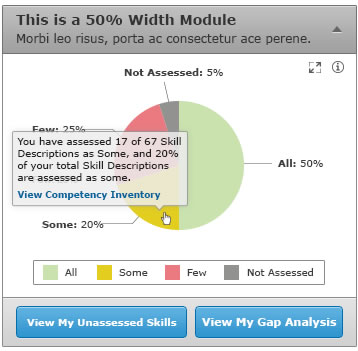 This is a 50% Width Module
Morbi leo risus, porta ac consectetur ace perene.
Not Assessed: 5%
Few: 25%
You have assessed 17 of 67 Skill
Descriptions as Some, and 20%
of your total Skill Descriptions
are assessed as some.
View Competency Inventory
All: 50%
Some: 20%
All
Some
Few
Not Assessed
View My Unassessed Skills
View My Gap Analysis